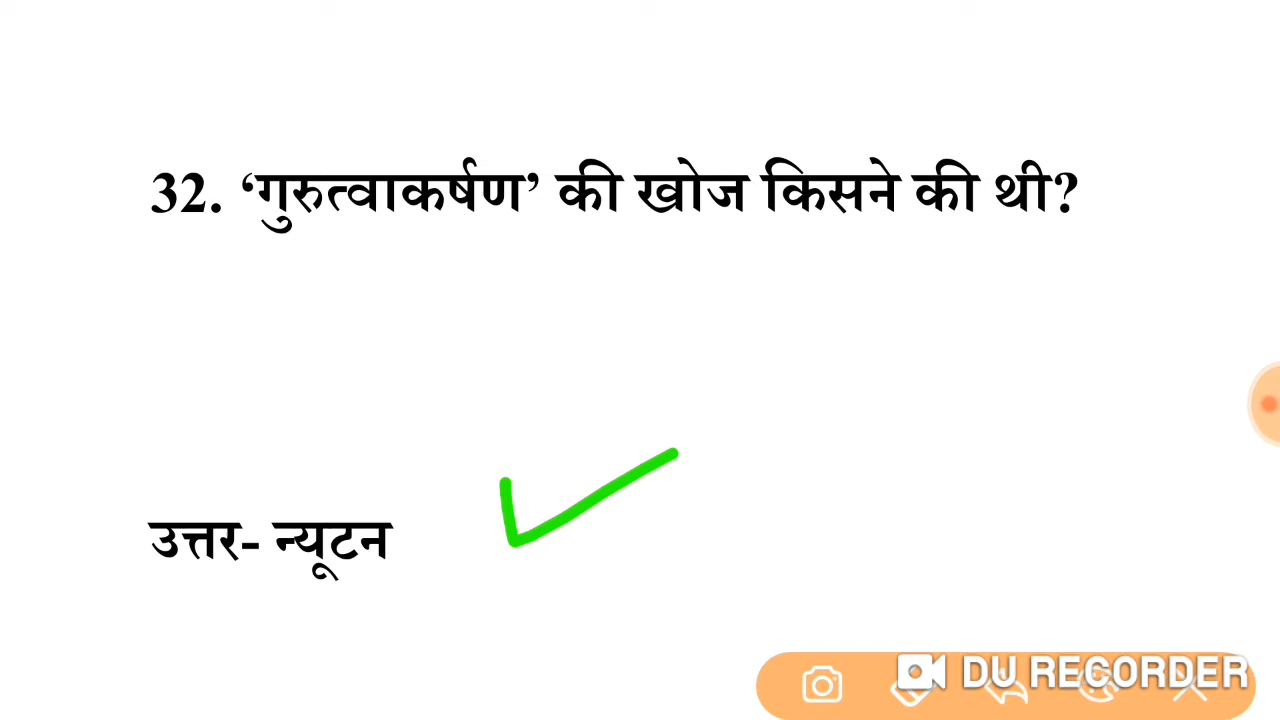 32. ‘गुरुत्वाकर्षण’ की खोज किसने की थी?
उत्तर- न्यूटन
DU RECORDER